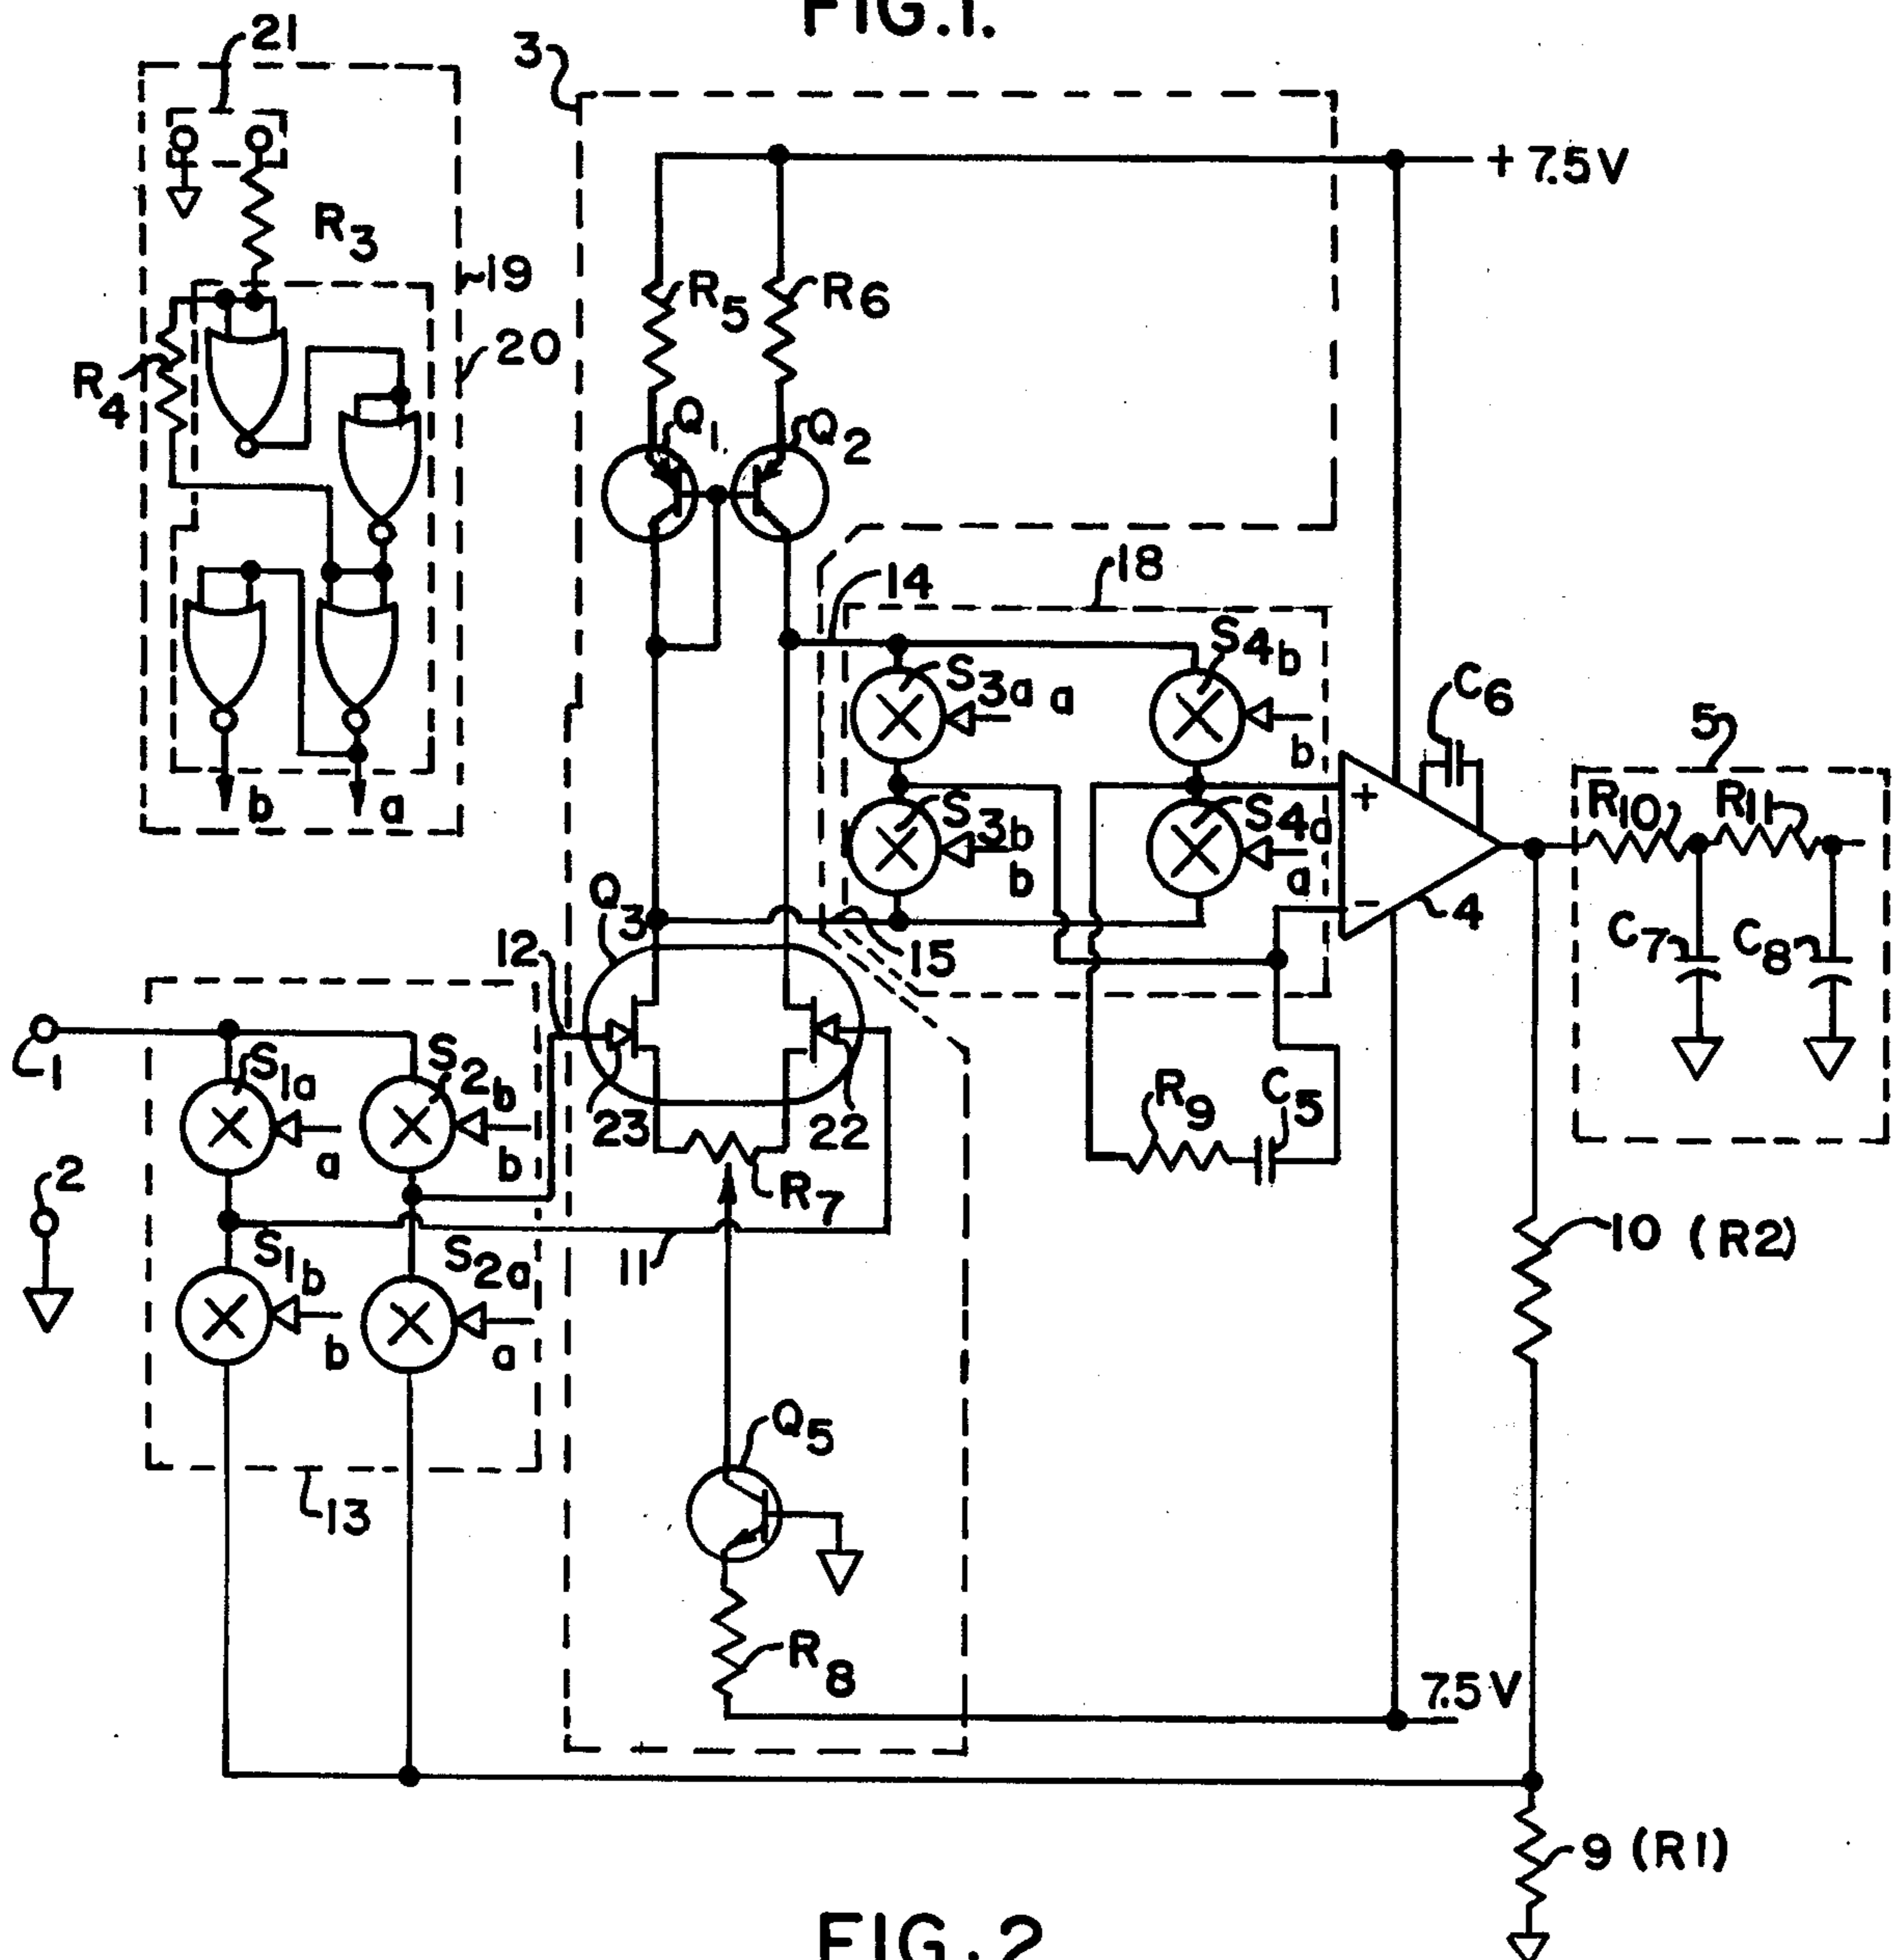 FIG.1.
21
3
+7.5V
R3
19
R5
R6
20
R4
Q1
Q2
14
18
S3a
a
S4b
b
C6
5
R10
R11
S3b
b
S4a
a
+
-
4
C7
C8
b
a
Q3
12
15
1
S1a
a
S2b
b
23
22
R9
C5
2
R7
10 (R2)
S1b
b
S2a
a
11
Q5
13
R8
7.5V
9 (R1)
FIG.2